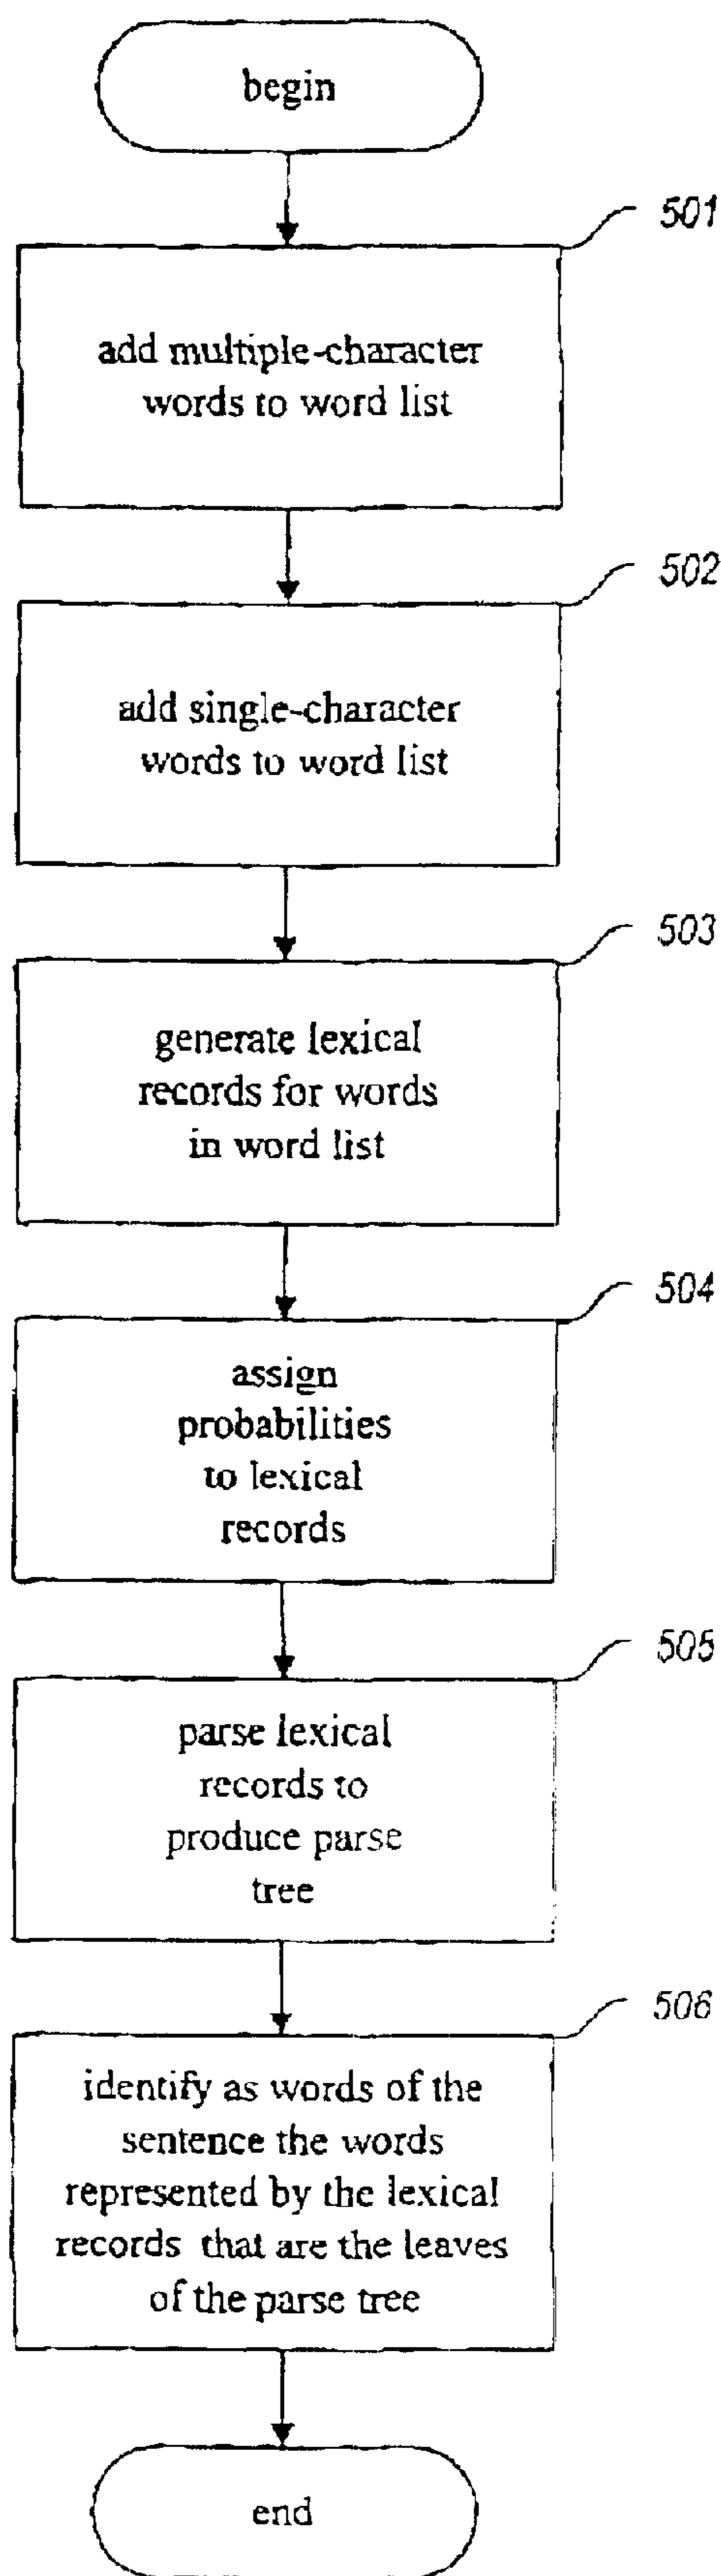 begin
501
add multiple-character
words to word list
502
add single-character
words to word list
503
generate lexical
records for words
in word list
504
assign
probabilities
to lexical
records
505
parse lexical
records to
produce parse
tree
506
identify as words of the
sentence the words
represented by the lexical
records that are the leaves
of the parse tree
end